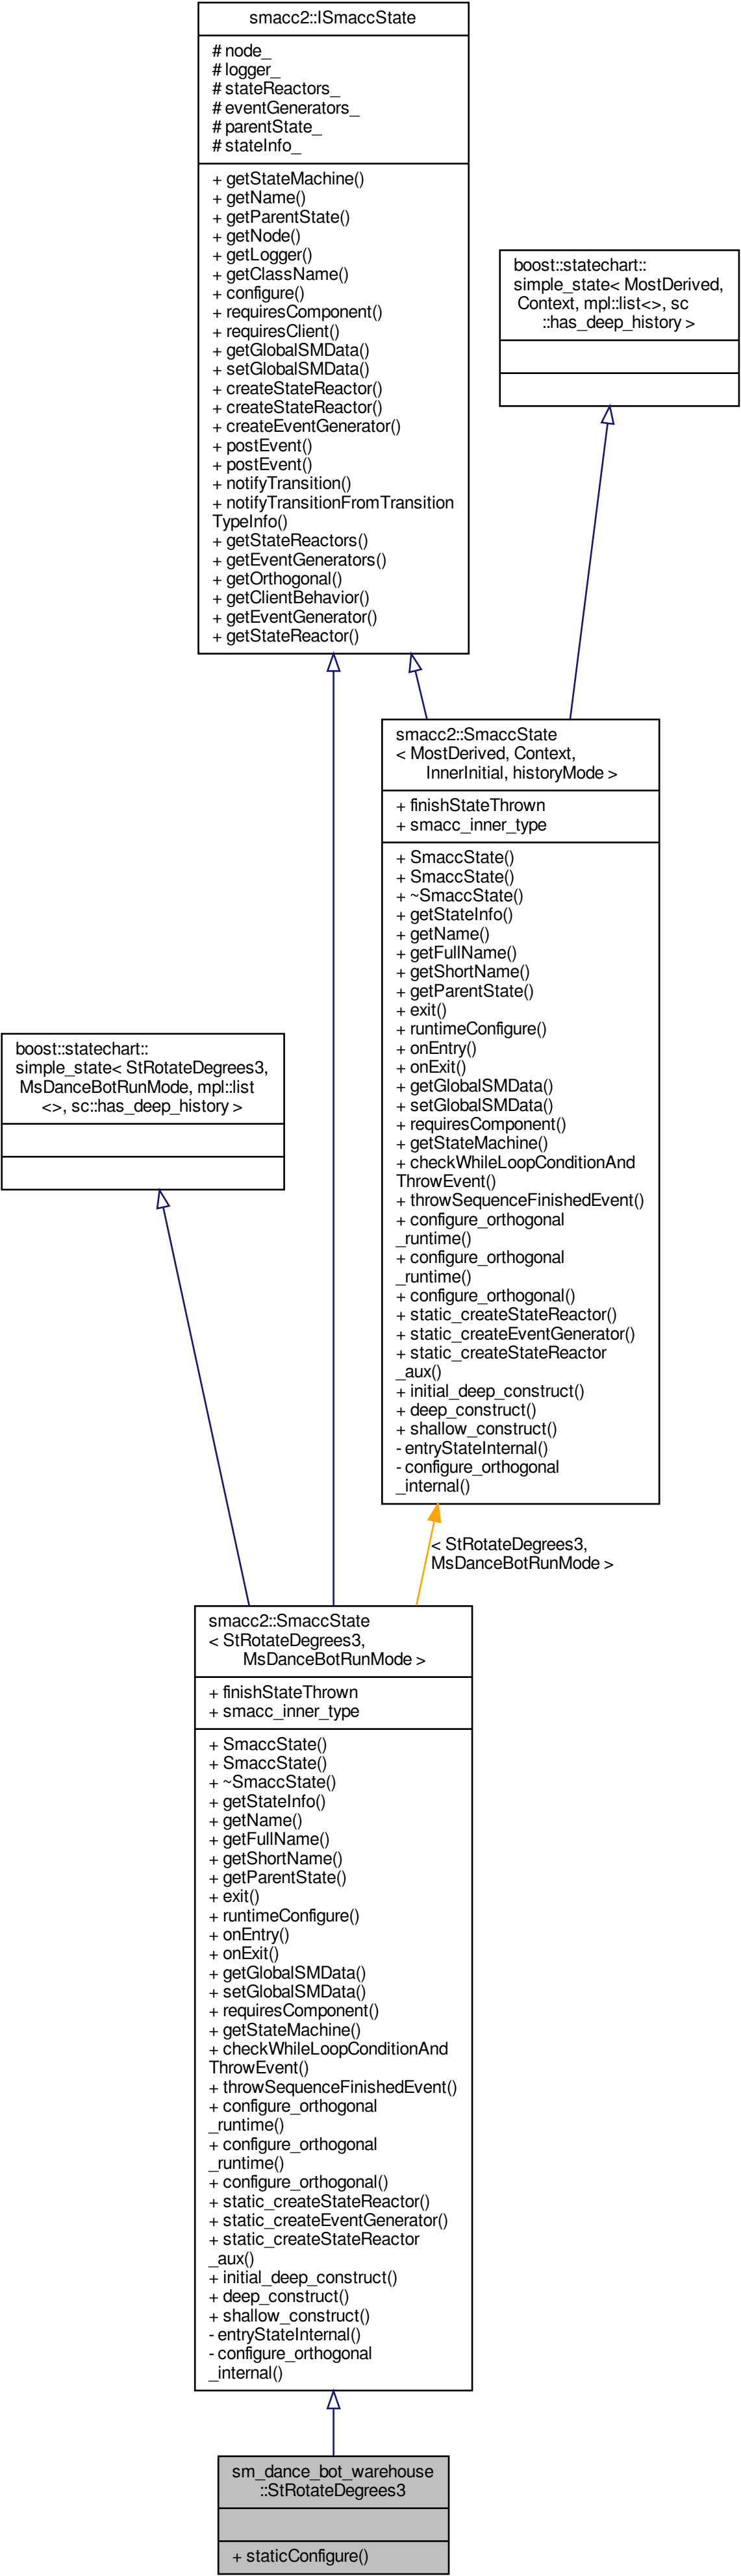 smacc2::ISmaccState
# node_
# logger_
# stateReactors_
# eventGenerators_
# parentState_
# stateInfo_
+ getStateMachine()
+ getName()
+ getParentState()
+ getNode()
+ getLogger()
+ getClassName()
+ configure()
+ requiresComponent()
+ requiresClient()
+ getGlobalSMData()
+ setGlobalSMData()
+ createStateReactor()
+ createStateReactor()
+ createEventGenerator()
+ postEvent()
+ postEvent()
+ notifyTransition()
+ notifyTransitionFromTransition
TypeInfo()
+ getStateReactors()
+ getEventGenerators()
+ getOrthogonal()
+ getClientBehavior()
+ getEventGenerator()
+ getStateReactor()
boost::statechart::
simple_state< MostDerived,
Context, mpl::list<>, sc
::has_deep_history >
smacc2::SmaccState
< MostDerived, Context,
InnerInitial, historyMode >
+ finishStateThrown
+ smacc_inner_type
+ SmaccState()
+ SmaccState()
+ ~SmaccState()
+ getStateInfo()
+ getName()
+ getFullName()
+ getShortName()
+ getParentState()
+ exit()
+ runtimeConfigure()
+ onEntry()
+ onExit()
+ getGlobalSMData()
+ setGlobalSMData()
+ requiresComponent()
+ getStateMachine()
+ checkWhileLoopConditionAnd
ThrowEvent()
+ throwSequenceFinishedEvent()
+ configure_orthogonal
_runtime()
+ configure_orthogonal
_runtime()
+ configure_orthogonal()
+ static_createStateReactor()
+ static_createEventGenerator()
+ static_createStateReactor
_aux()
+ initial_deep_construct()
+ deep_construct()
+ shallow_construct()
- entryStateInternal()
- configure_orthogonal
_internal()
boost::statechart::
simple_state< StRotateDegrees3,
MsDanceBotRunMode, mpl::list
<>, sc::has_deep_history >
< StRotateDegrees3,
MsDanceBotRunMode >
smacc2::SmaccState
< StRotateDegrees3,
MsDanceBotRunMode >
+ finishStateThrown
+ smacc_inner_type
+ SmaccState()
+ SmaccState()
+ ~SmaccState()
+ getStateInfo()
+ getName()
+ getFullName()
+ getShortName()
+ getParentState()
+ exit()
+ runtimeConfigure()
+ onEntry()
+ onExit()
+ getGlobalSMData()
+ setGlobalSMData()
+ requiresComponent()
+ getStateMachine()
+ checkWhileLoopConditionAnd
ThrowEvent()
+ throwSequenceFinishedEvent()
+ configure_orthogonal
_runtime()
+ configure_orthogonal
_runtime()
+ configure_orthogonal()
+ static_createStateReactor()
+ static_createEventGenerator()
+ static_createStateReactor
_aux()
+ initial_deep_construct()
+ deep_construct()
+ shallow_construct()
- entryStateInternal()
- configure_orthogonal
_internal()
sm_dance_bot_warehouse
::StRotateDegrees3
+ staticConfigure()